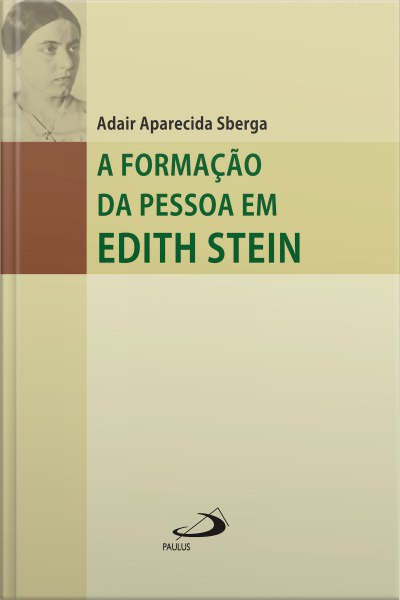 Adair Aparecida Sberga
A FORMAÇÃO
DA PESSOA EM
EDITH STEIN
PAULUS